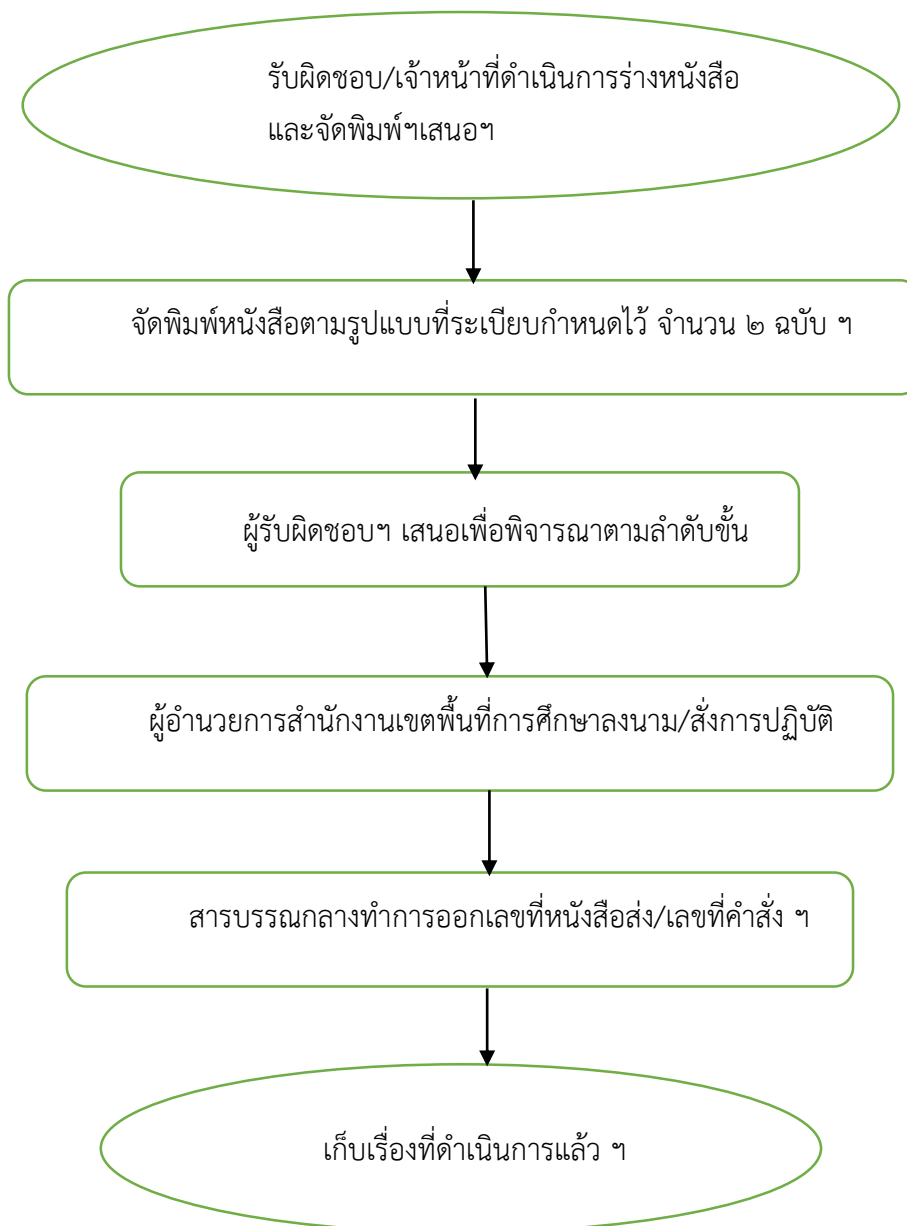 รับผิดชอบ/เจ้าหน้าที่ดำเนินการร่างหนังสือ
และจัดพิมพ์ฯเสนอฯ
จัดพิมพ์หนังสือตามรูปแบบที่ระเบียบกำหนดไว้ จำนวน ๒ ฉบับ ฯ
ผู้รับผิดชอบฯ เสนอเพื่อพิจารณาตามลำดับขั้น
ผู้อำนวยการสำนักงานเขตพื้นที่การศึกษาลงนาม/สั่งการปฏิบัติ
สารบรรณกลางทำการออกเลขที่หนังสือส่ง/เลขที่คำสั่ง ฯ
เก็บเรื่องที่ดำเนินการแล้ว ฯ